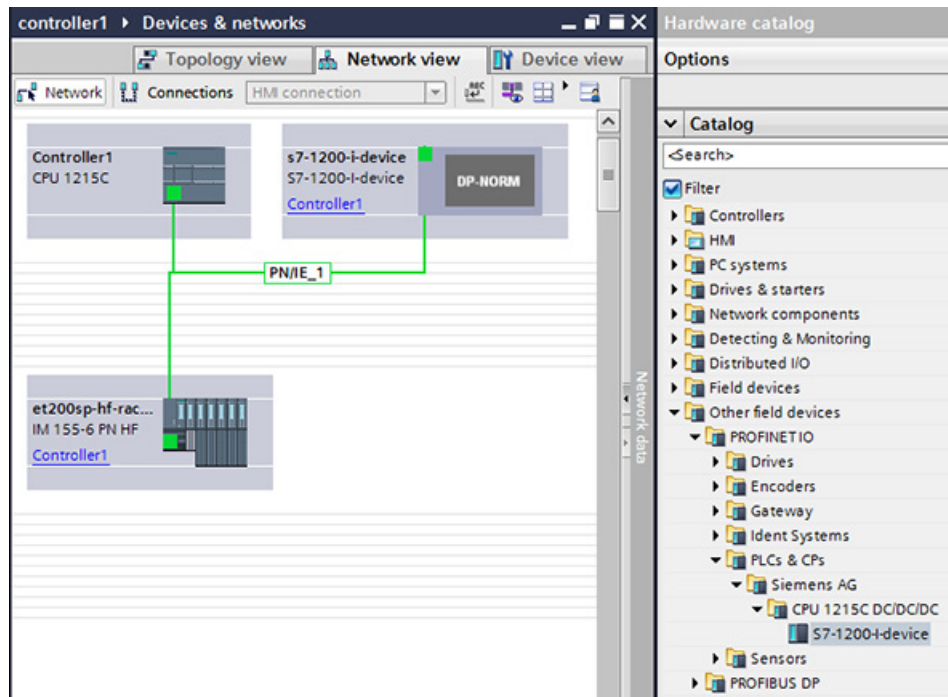 controller1 ▸ Devices & networks
Topology view
Network view
Device view
Network
Connections
HMI connection
Controller1
CPU 1215C
s7-1200-i-device
S7-1200-I-device
Controller1
DP-NORM
PN/IE_1
et200sp-hf-rac...
IM 155-6 PN HF
Controller1
Network data
Hardware catalog
Options
Catalog
<Search>
Filter
Controllers
HMI
PC systems
Drives & starters
Network components
Detecting & Monitoring
Distributed I/O
Field devices
Other field devices
PROFINET IO
Drives
Encoders
Gateway
Ident Systems
PLCs & CPs
Siemens AG
CPU 1215C DC/DC/DC
S7-1200-I-device
Sensors
PROFIBUS DP